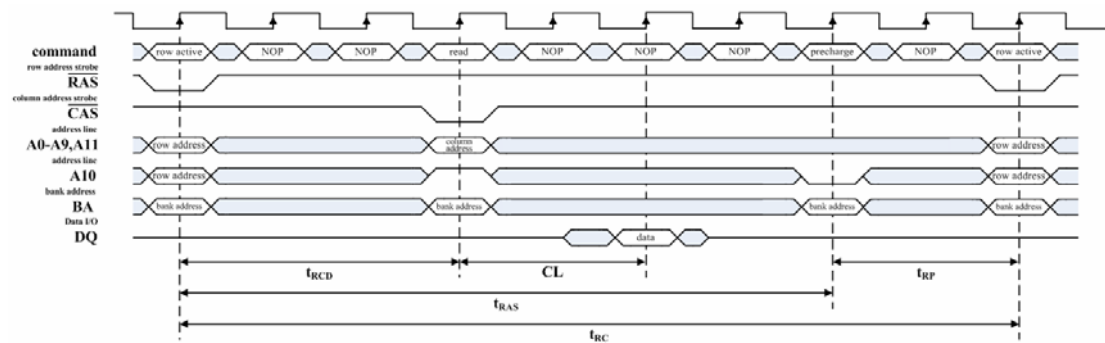 command row active NOP NOP read NOP NOP NOP precharge NOP row active
row address strobe
RAS
column address strobe
CAS
address line
A0-A9,A11 row address column address row address
address line
A10 row address row address
bank address
BA bank address bank address bank address bank address
Data I/O
DQ data
tRCD CL tRP
tRAS
tRC